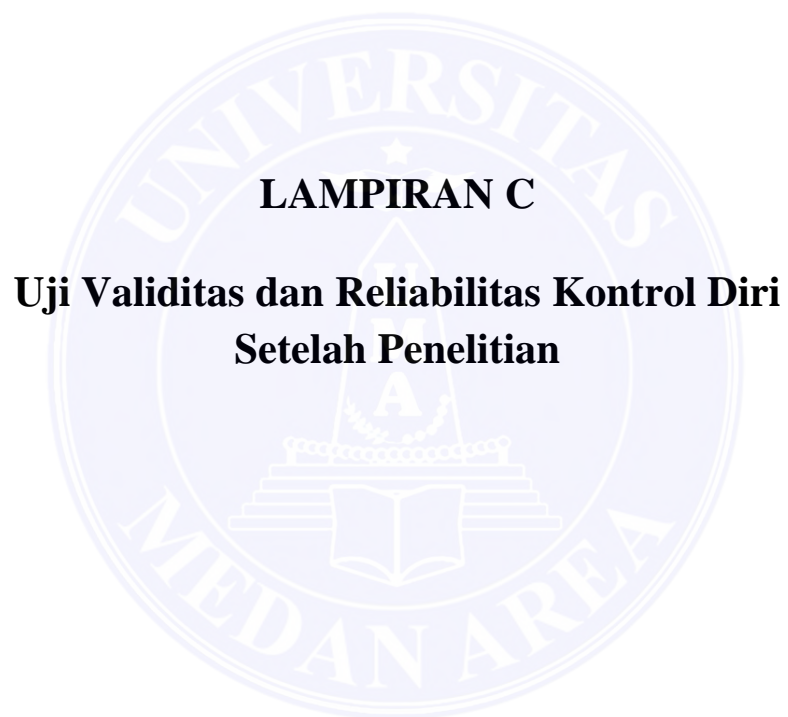 UNIVERSITAS
LAMPIRAN C
Uji Validitas dan Reliabilitas Kontrol Diri
Setelah Penelitian
U
M
A
MEDAN AREA